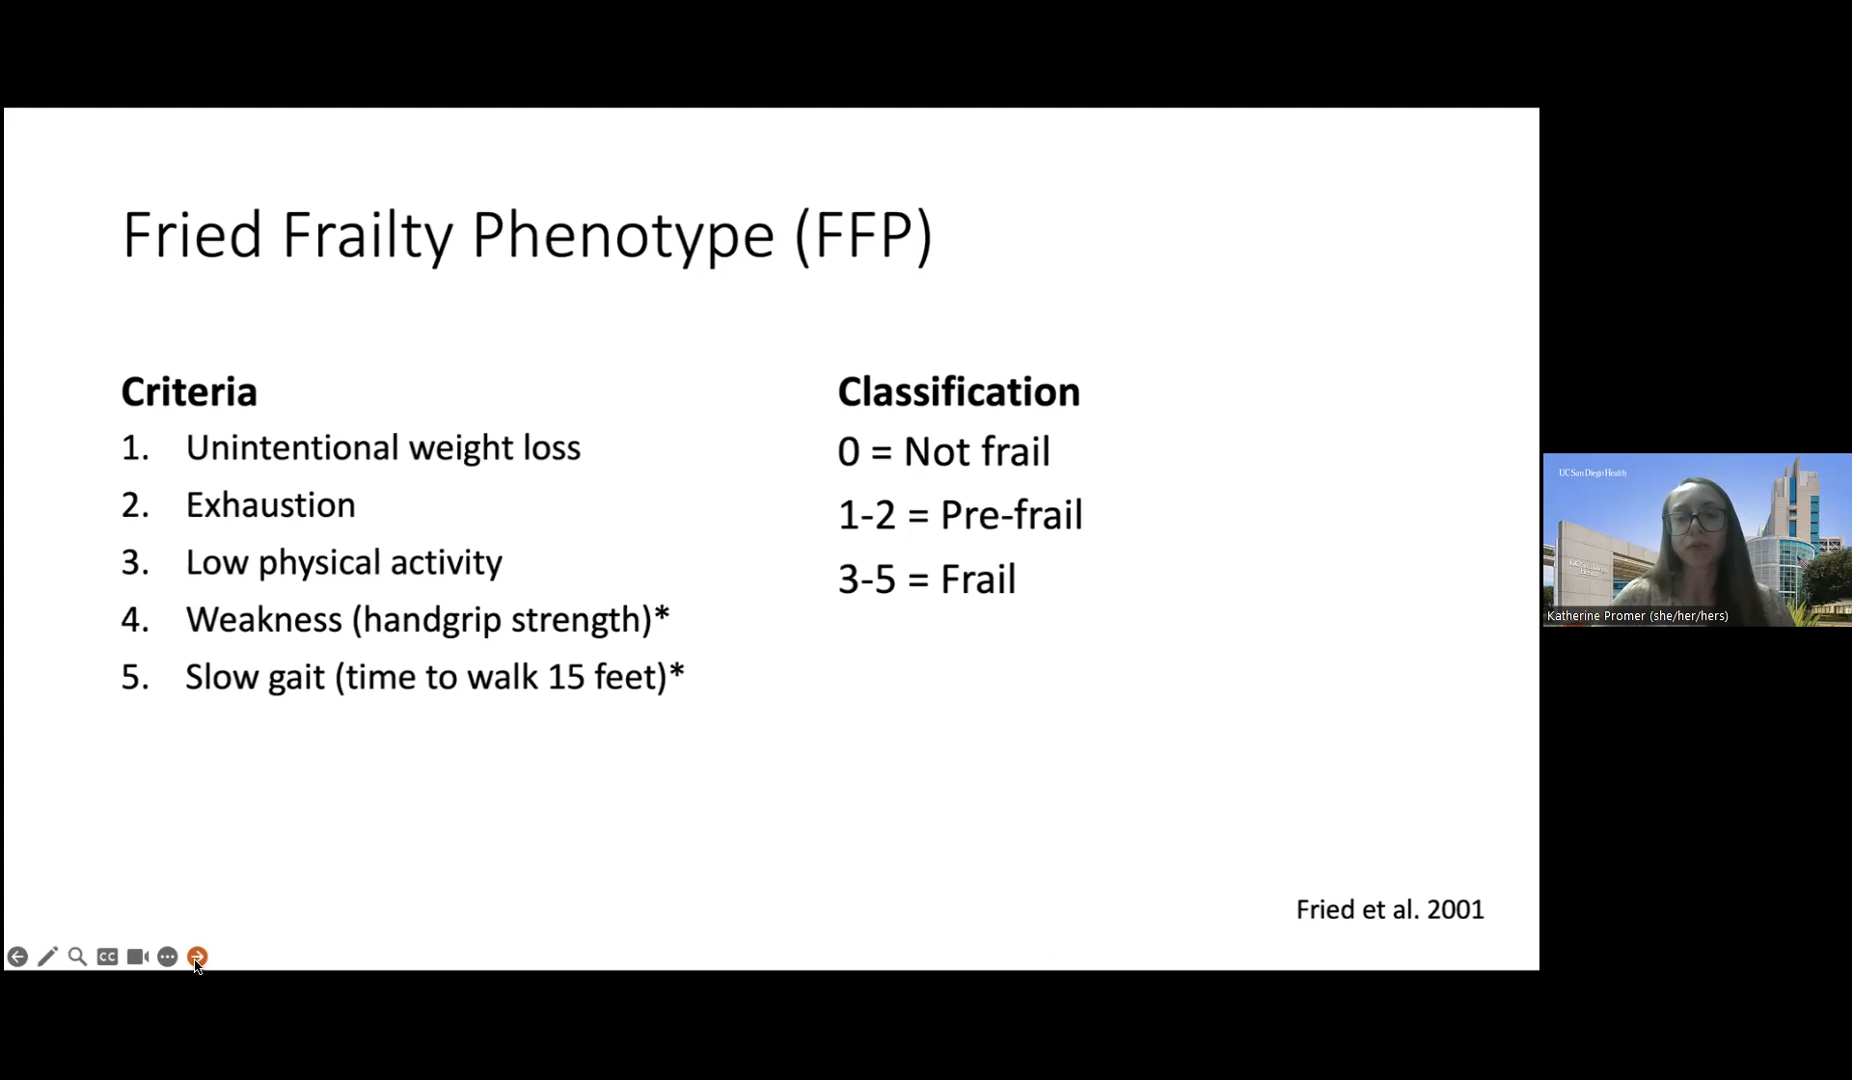 Fried Frailty Phenotype (FFP)
Criteria
1. Unintentional weight loss
2. Exhaustion
3. Low physical activity
4. Weakness (handgrip strength)*
5. Slow gait (time to walk 15 feet)*
Classification
0 = Not frail
1-2 = Pre-frail
3-5 = Frail
Fried et al. 2001
CC
UC San Diego Health
Katherine Promer (she/her/hers)